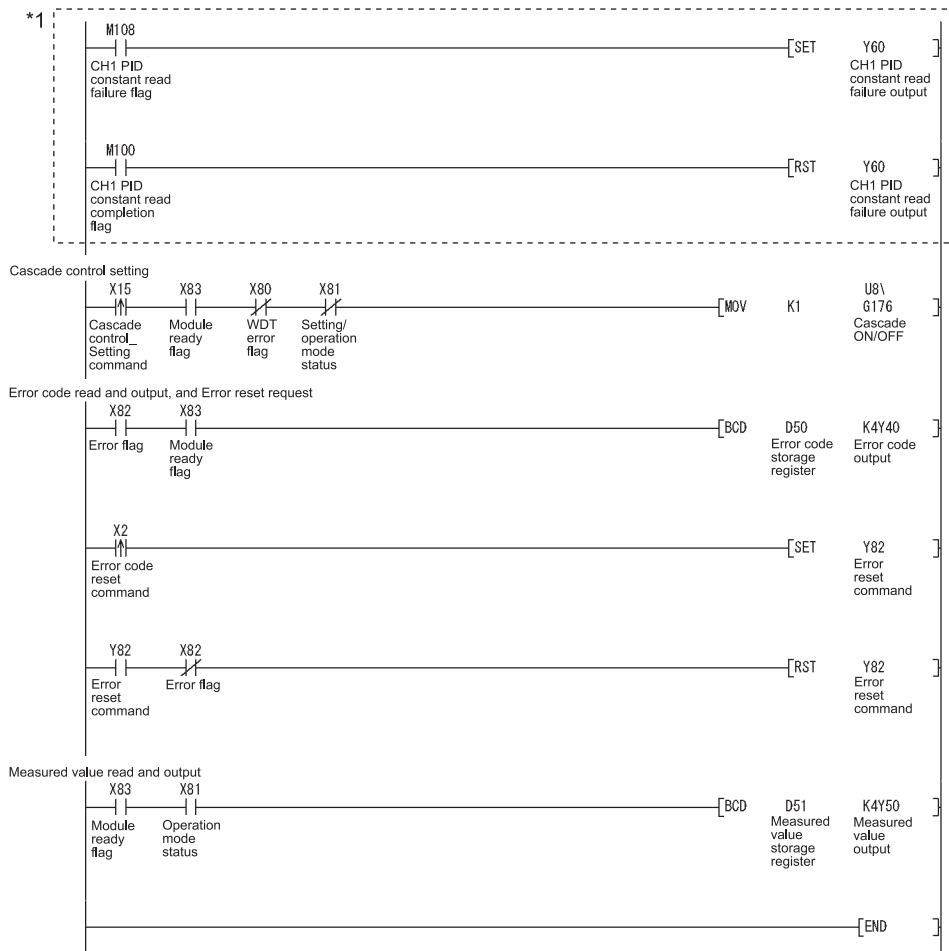 *1
M108
[SET Y60 ]
CH1 PID
constant read
failure flag
CH1 PID
constant read
failure output
M100
[RST Y60 ]
CH1 PID
constant read
completion
flag
CH1 PID
constant read
failure output
Cascade control setting
X15 X83 X80 X81
[MOV K1 U8\
G176 ]
Cascade
control_
Setting
command
Module
ready
flag
WDT
error
flag
Setting/
operation
mode
status
Cascade
ON/OFF
Error code read and output, and Error reset request
X82 X83
[BCD D50 K4Y40 ]
Error flag
Module
ready
flag
Error code
storage
register
Error code
output
X2
[SET Y82 ]
Error code
reset
command
Error
reset
command
Y82 X82
[RST Y82 ]
Error
reset
command
Error flag
Error
reset
command
Measured value read and output
X83 X81
[BCD D51 K4Y50 ]
Module
ready
flag
Operation
mode
status
Measured
value
storage
register
Measured
value
output
[END ]